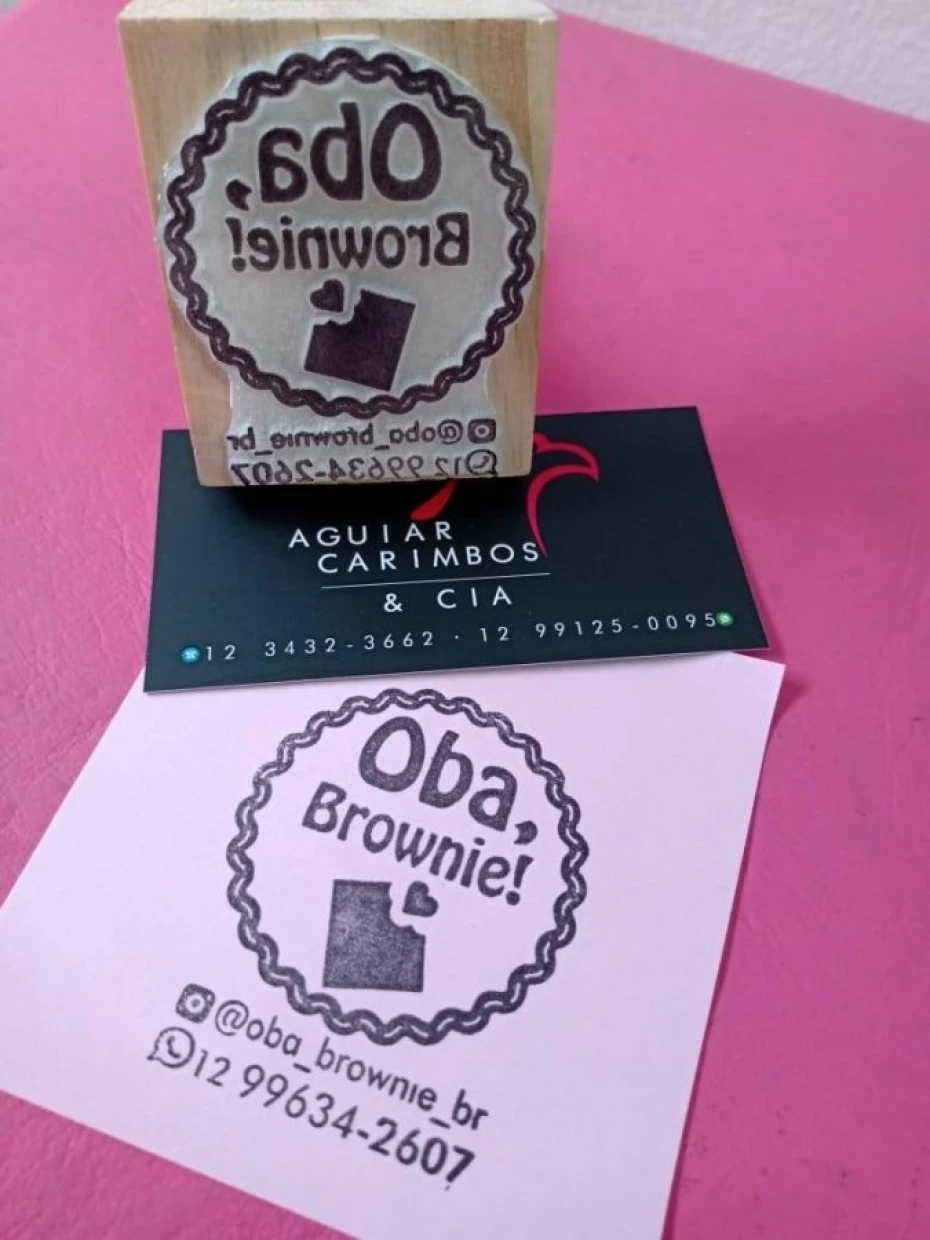 Oba,
Brownie!
@oba_brownie_br
12 99634-2607
AGUIAR
CARIMBOS
& CIA
12 3432-3662 · 12 99125-0095
Oba,
Brownie!
@oba_brownie_br
12 99634-2607